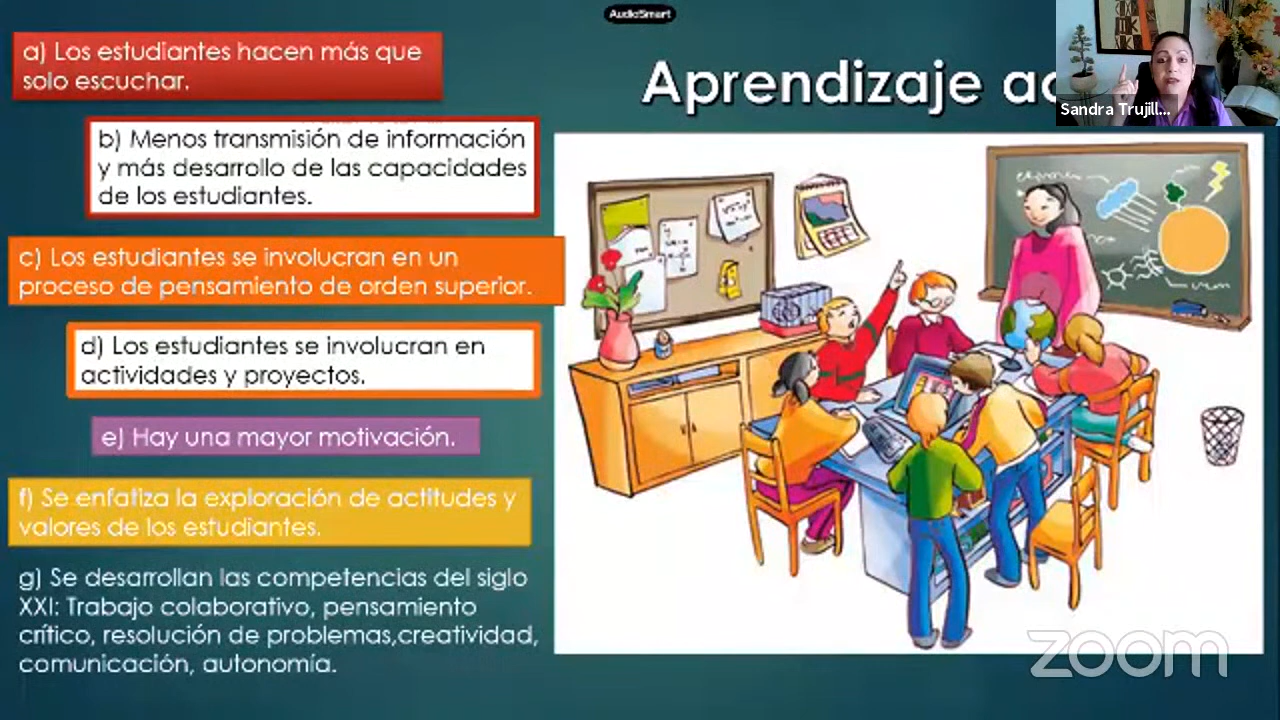 AudioSmart
a) Los estudiantes hacen más que
solo escuchar.
b) Menos transmisión de información
y más desarrollo de las capacidades
de los estudiantes.
c) Los estudiantes se involucran en un
proceso de pensamiento de orden superior.
d) Los estudiantes se involucran en
actividades y proyectos.
e) Hay una mayor motivación.
f) Se enfatiza la exploración de actitudes y
valores de los estudiantes.
g) Se desarrollan las competencias del siglo
XXI: Trabajo colaborativo, pensamiento
crítico, resolución de problemas,creatividad,
comunicación, autonomía.
Aprendizaje
Sandra Trujill...
zoom